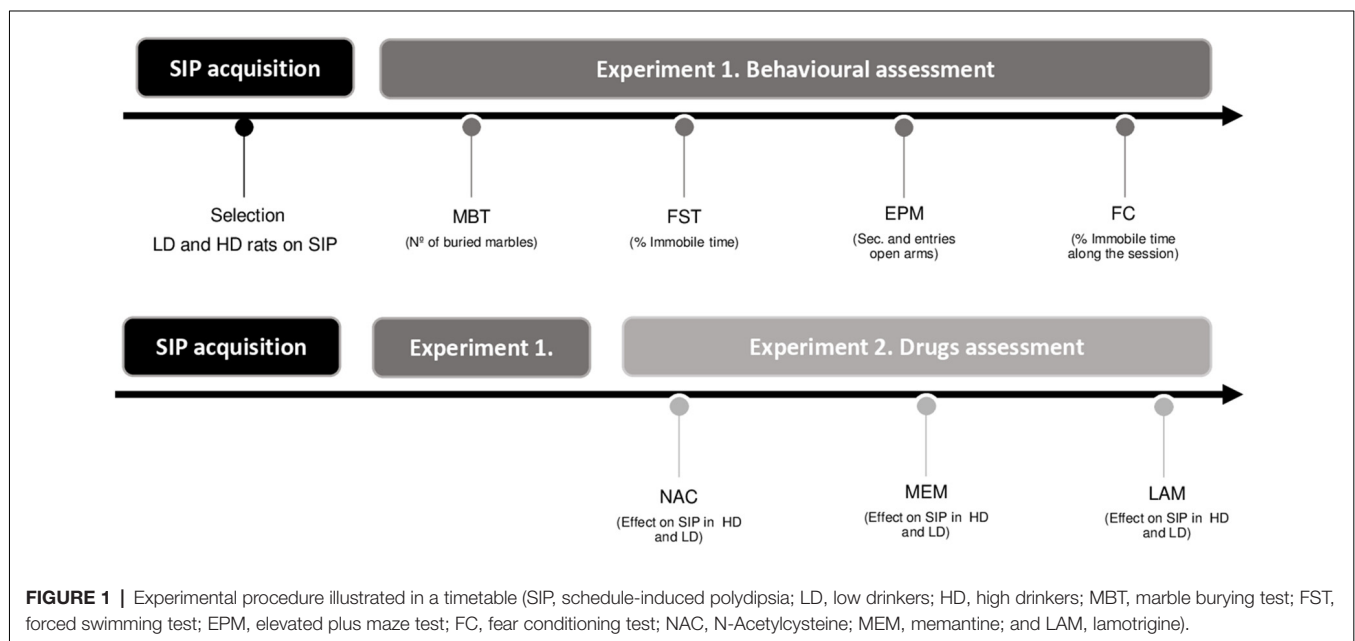 SIP acquisition
Experiment 1. Behavioural assessment
Selection
LD and HD rats on SIP
MBT
(Nº of buried marbles)
FST
(% Immobile time)
EPM
(Sec. and entries
open arms)
FC
(% Immobile time
along the session)
SIP acquisition
Experiment 1.
Experiment 2. Drugs assessment
NAC
(Effect on SIP in HD
and LD)
MEM
(Effect on SIP in HD
and LD)
LAM
(Effect on SIP in HD
and LD)
FIGURE 1 | Experimental procedure illustrated in a timetable (SIP, schedule-induced polydipsia; LD, low drinkers; HD, high drinkers; MBT, marble burying test; FST,
forced swimming test; EPM, elevated plus maze test; FC, fear conditioning test; NAC, N-Acetylcysteine; MEM, memantine; and LAM, lamotrigine).